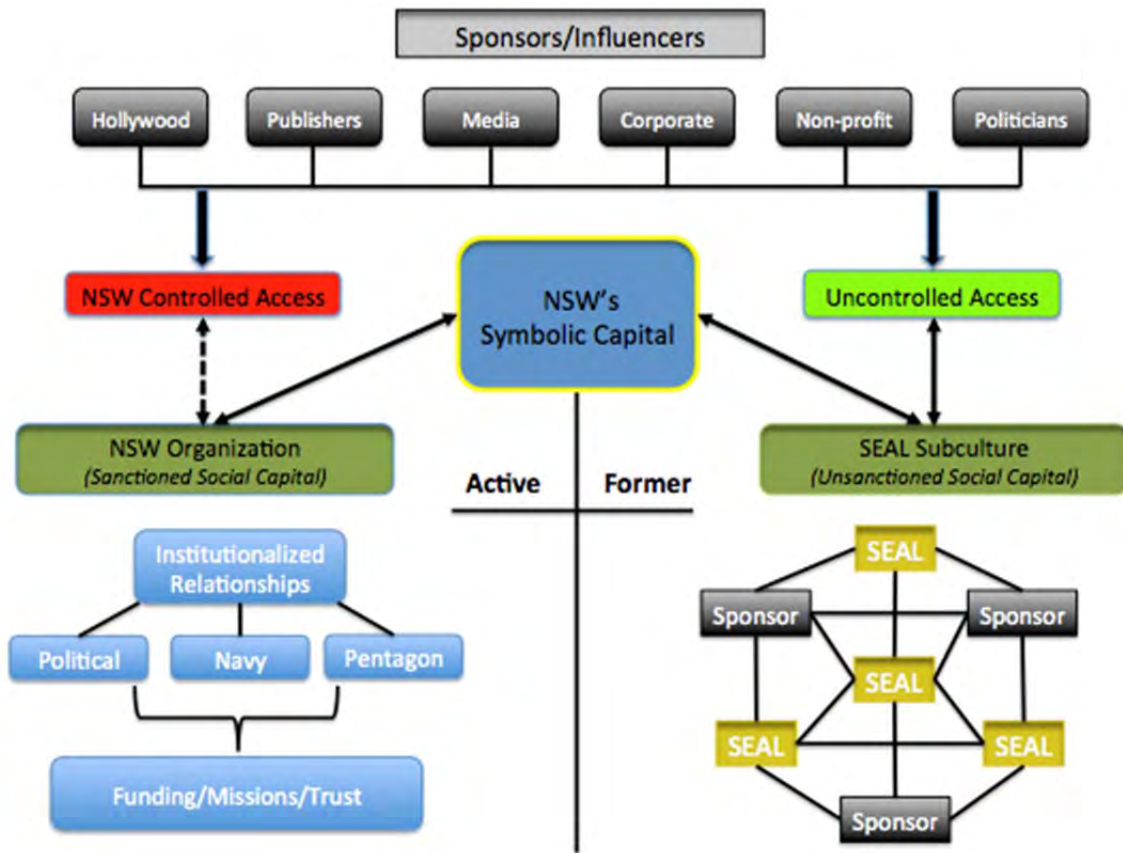 Sponsors/Influencers
Hollywood
Publishers
Media
Corporate
Non-profit
Politicians
NSW Controlled Access
NSW's
Symbolic Capital
Uncontrolled Access
NSW Organization
(Sanctioned Social Capital)
SEAL Subculture
(Unsanctioned Social Capital)
Active
Former
Institutionalized
Relationships
Political
Navy
Pentagon
Funding/Missions/Trust
SEAL
Sponsor
Sponsor
SEAL
SEAL
SEAL
Sponsor